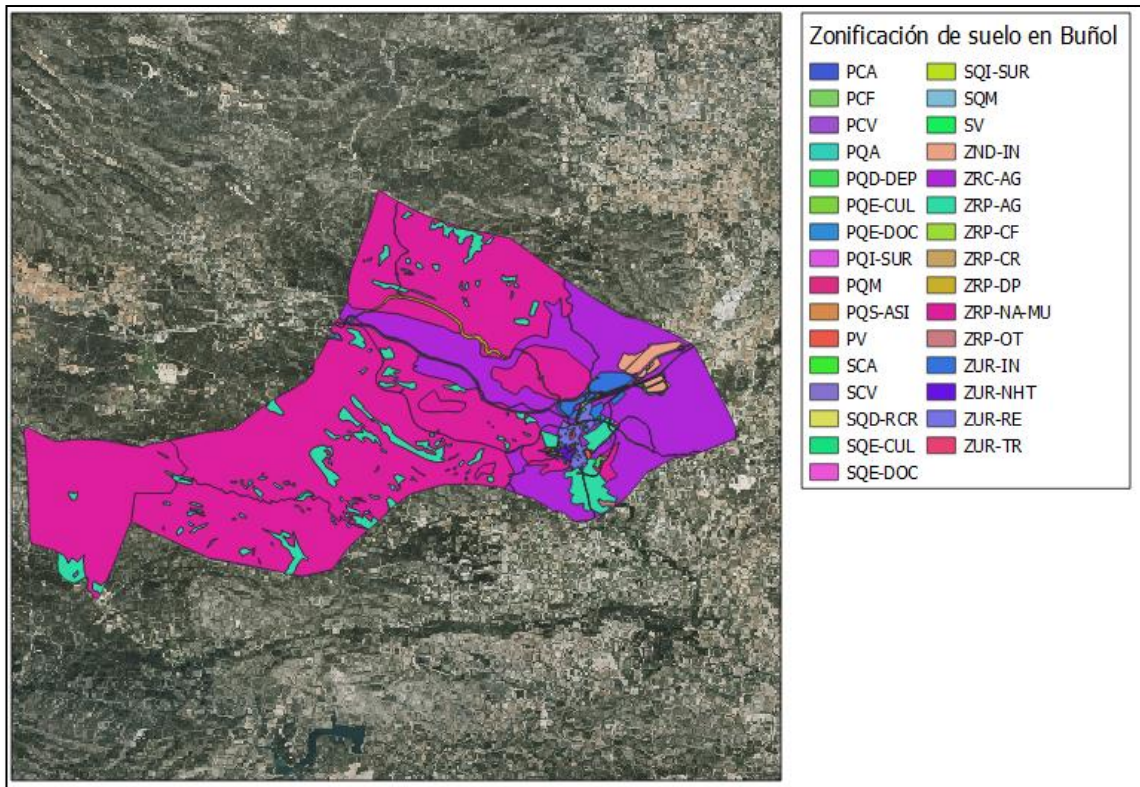 Zonificación de suelo en Buñol
PCA
PCF
PCV
PQA
PQD-DEP
PQE-CUL
PQE-DOC
PQI-SUR
PQM
PQS-ASI
PV
SCA
SCV
SQD-RCR
SQE-CUL
SQE-DOC
SQI-SUR
SQM
SV
ZND-IN
ZRC-AG
ZRP-AG
ZRP-CF
ZRP-CR
ZRP-DP
ZRP-NA-MU
ZRP-OT
ZUR-IN
ZUR-NHT
ZUR-RE
ZUR-TR